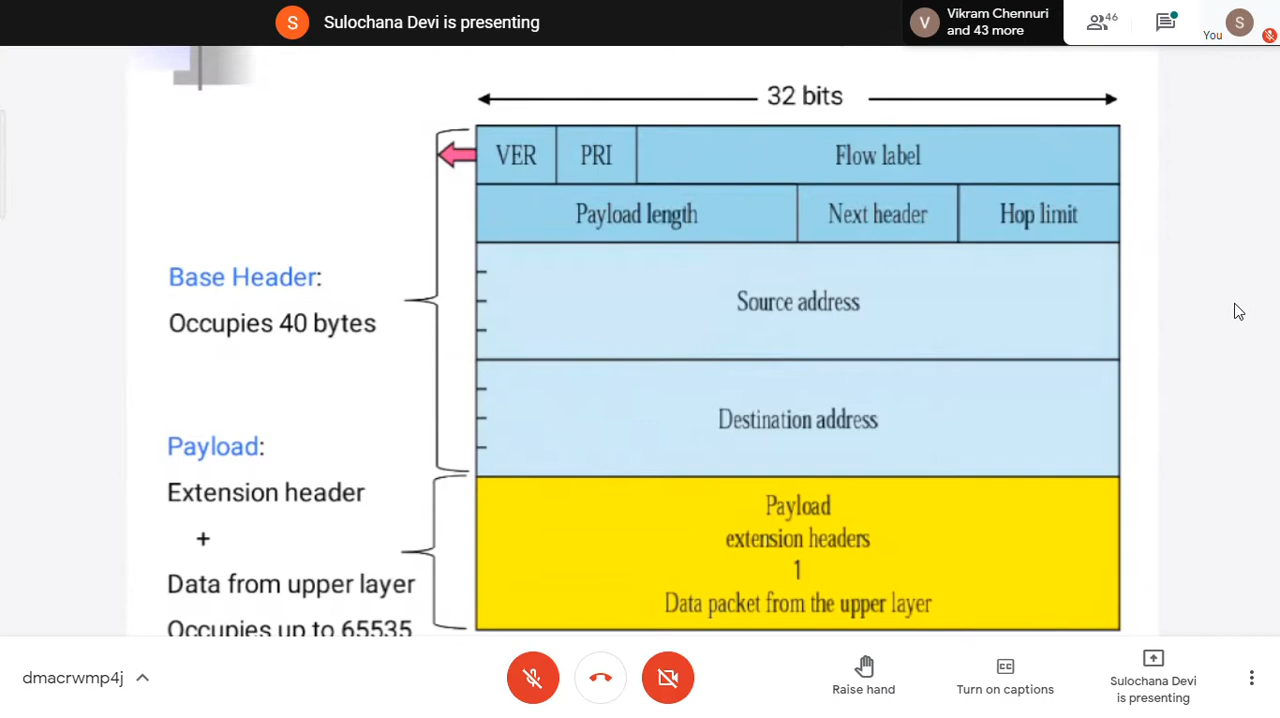 S
Sulochana Devi is presenting
V
Vikram Chennuri
and 43 more
46
You
S
32 bits
VER
PRI
Flow label
Payload length
Next header
Hop limit
Base Header:
Occupies 40 bytes
Source address
Destination address
Payload:
Extension header
+
Data from upper layer
Occupies up to 65535
Payload
extension headers
1
Data packet from the upper layer
dmacrwmp4j
Raise hand
Turn on captions
Sulochana Devi
is presenting